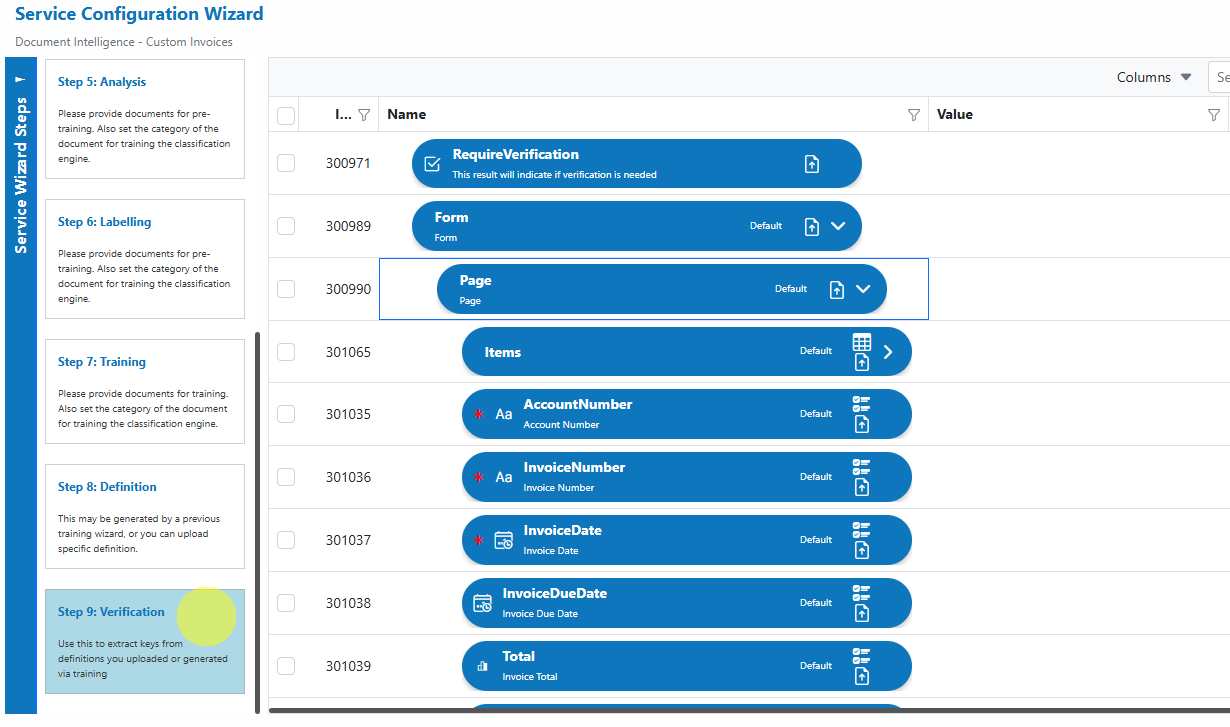 Service Configuration Wizard
Document Intelligence - Custom Invoices
Service Wizard Steps
Step 5: Analysis
Please provide documents for pre-
training. Also set the category of the
document for training the classification
engine.
Step 6: Labelling
Please provide documents for pre-
training. Also set the category of the
document for training the classification
engine.
Step 7: Training
Please provide documents for training.
Also set the category of the document
for training the classification engine.
Step 8: Definition
This may be generated by a previous
training wizard, or you can upload
specific definition.
Step 9: Verification
Use this to extract keys from
definitions you uploaded or generated
via training
Columns Se
I... Name Value
300971 RequireVerification
This result will indicate if verification is needed
300989 Form Default
Form
300990 Page Default
Page
301065 Items Default
301035 * Aa AccountNumber Default
Account Number
301036 * Aa InvoiceNumber Default
Invoice Number
301037 * InvoiceDate Default
Invoice Date
301038 InvoiceDueDate Default
Invoice Due Date
301039 Total Default
Invoice Total